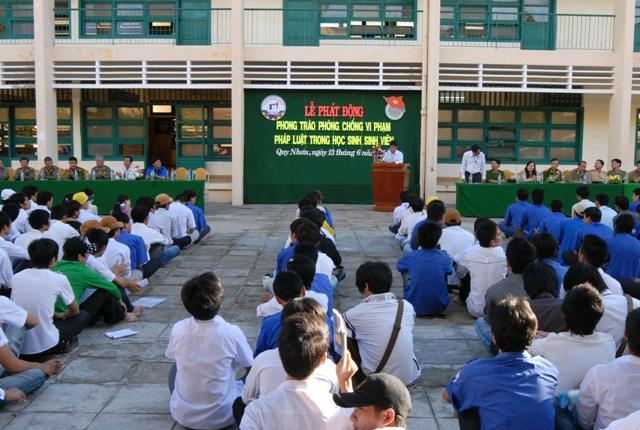 LỄ PHÁT ĐỘNG
PHONG TRÀO PHÒNG CHỐNG VI PHẠM
PHÁP LUẬT TRONG HỌC SINH SINH VIÊN
Quy Nhơn, ngày 13 tháng 6